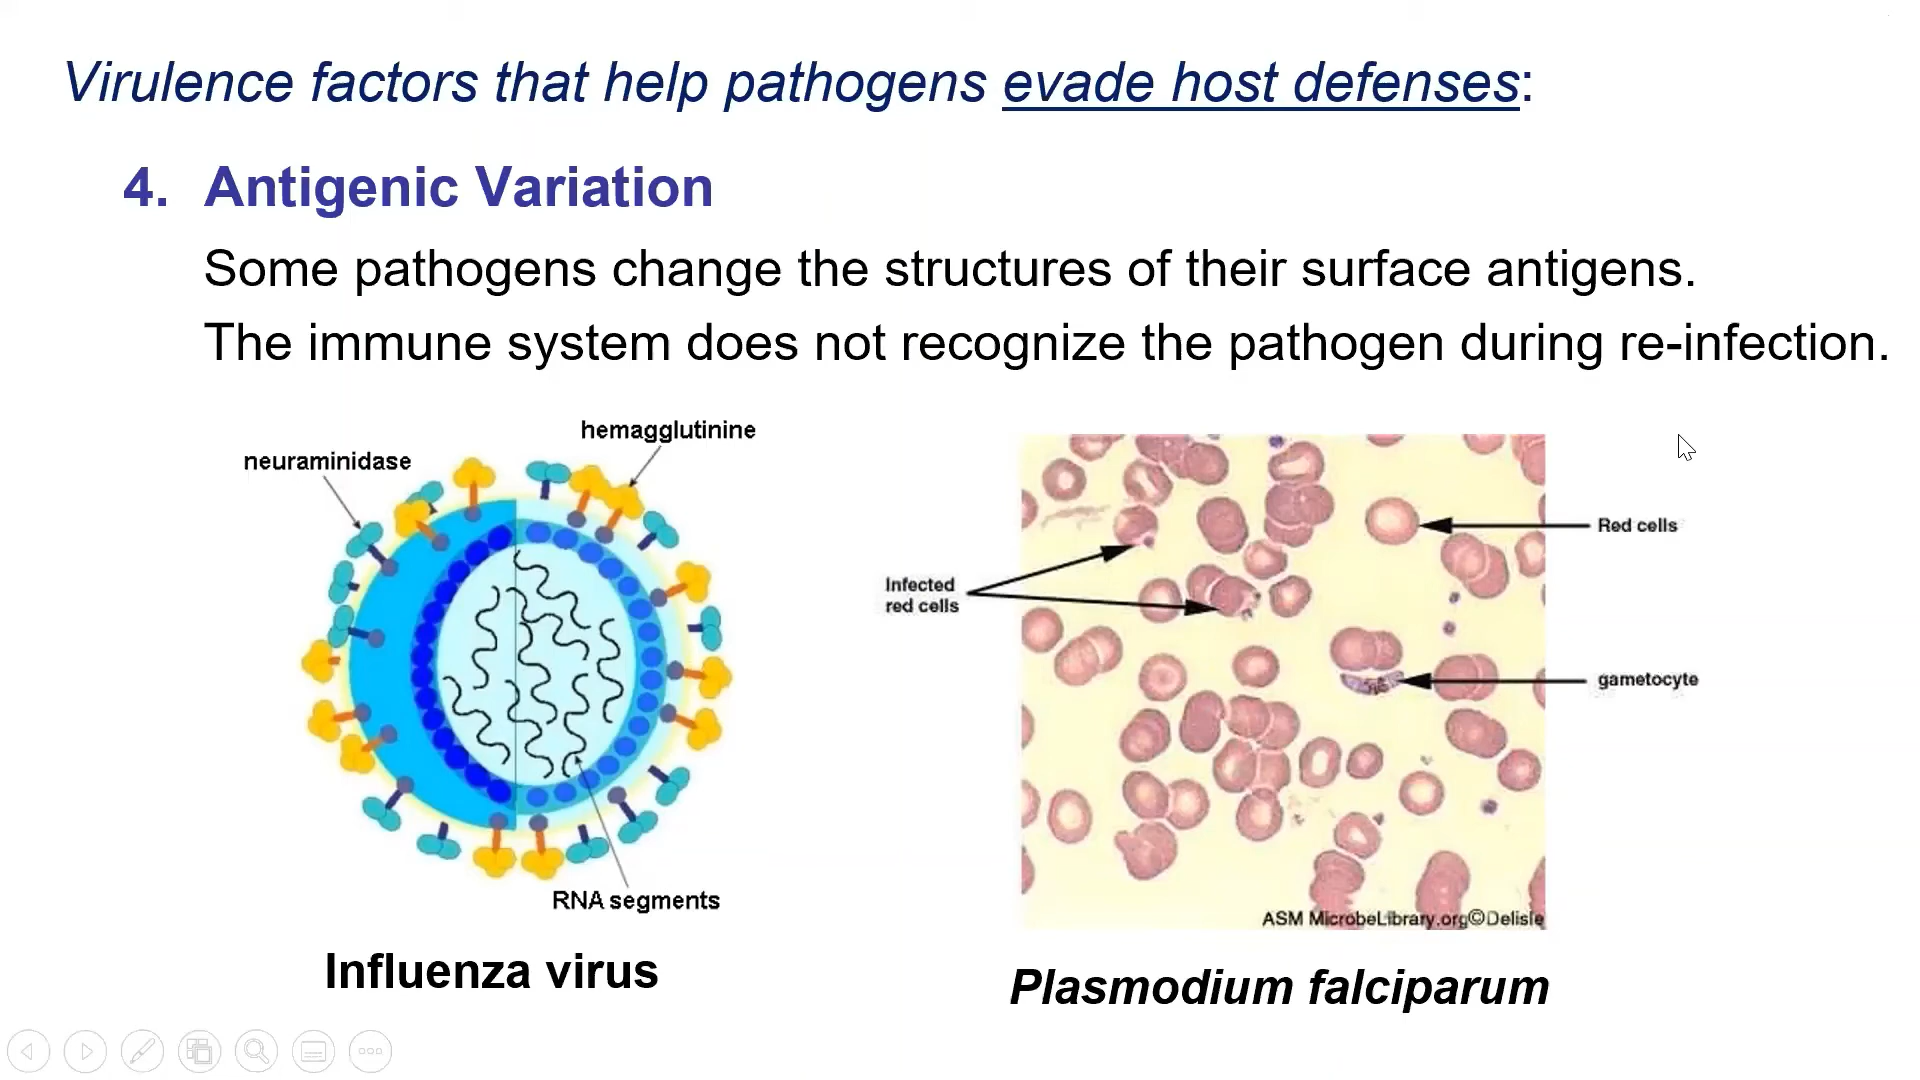 Virulence factors that help pathogens evade host defenses:
4. Antigenic Variation
Some pathogens change the structures of their surface antigens.
The immune system does not recognize the pathogen during re-infection.
hemagglutinine
neuraminidase
RNA segments
Influenza virus
Red cells
Infected
red cells
gametocyte
ASM MicrobeLibrary.org©Delisle
Plasmodium falciparum